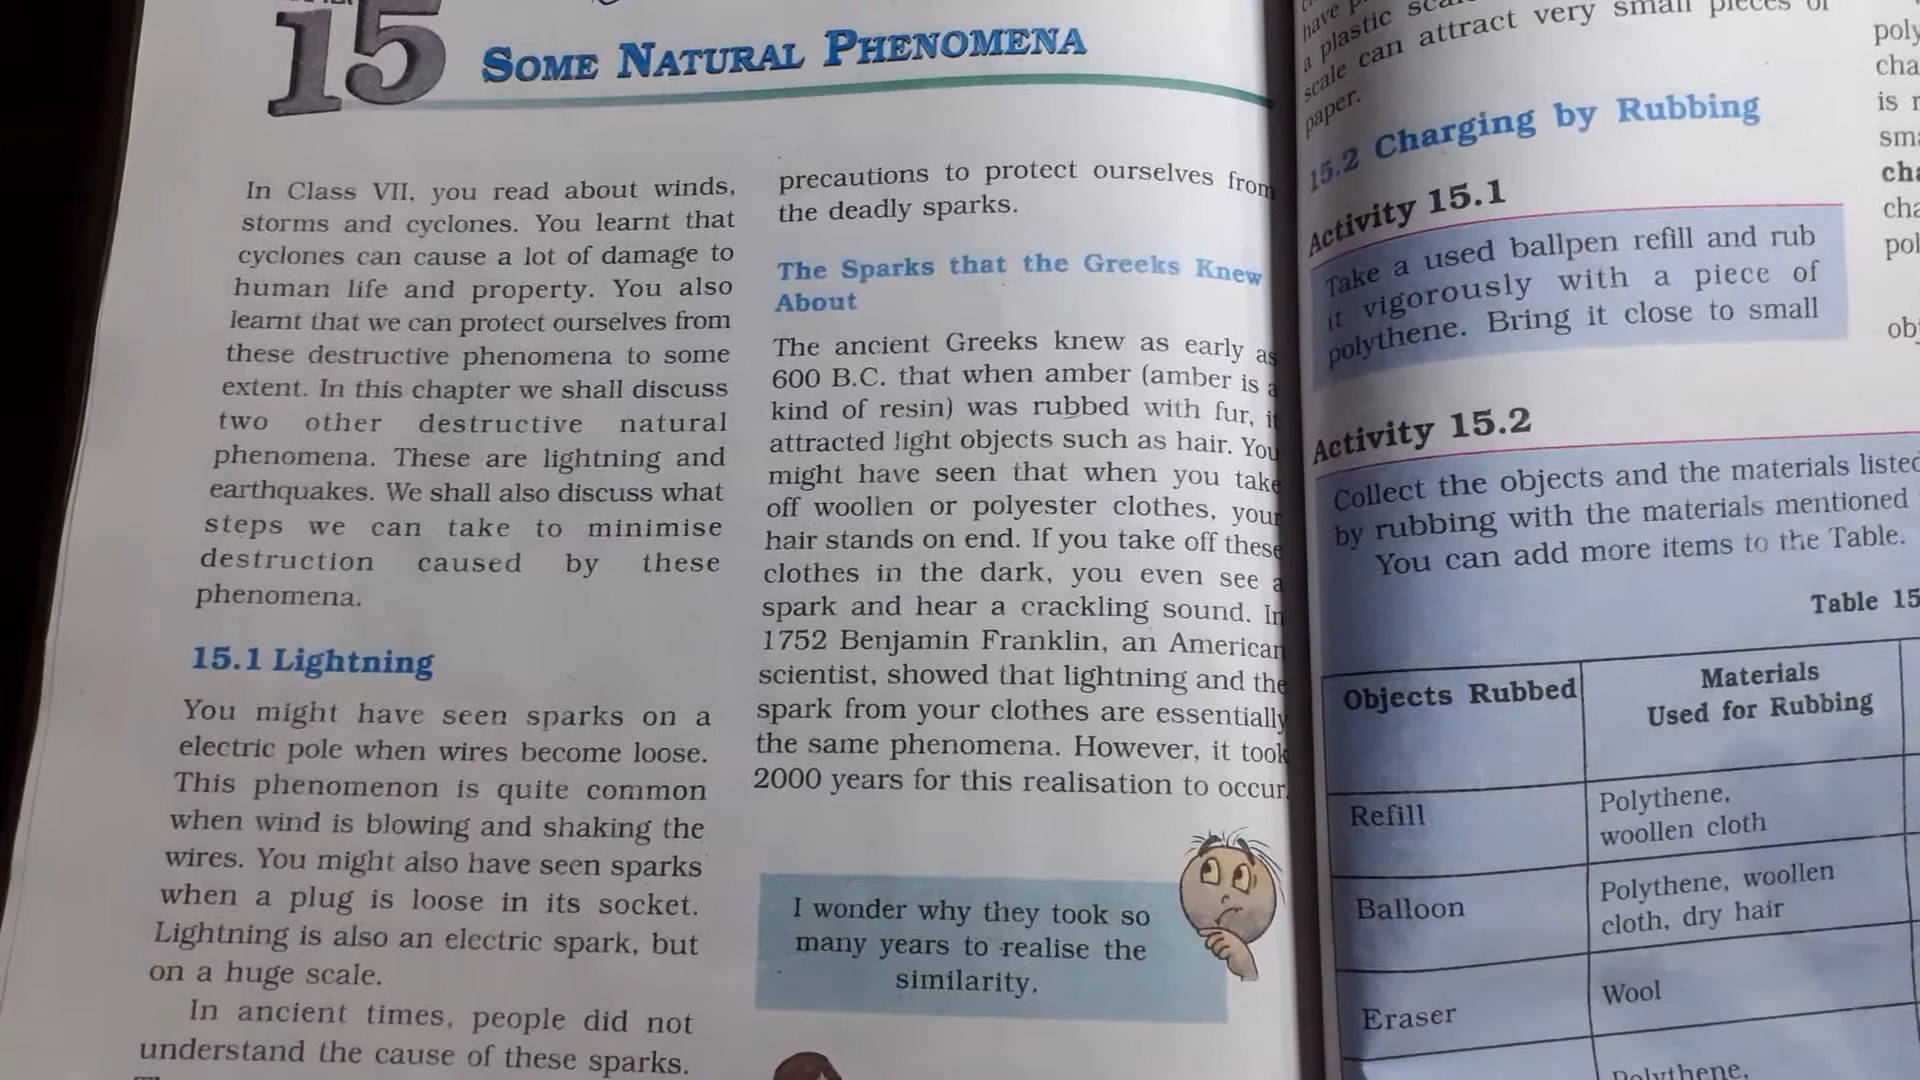 15
SOME NATURAL PHENOMENA
In Class VII, you read about winds,
storms and cyclones. You learnt that
cyclones can cause a lot of damage to
human life and property. You also
learnt that we can protect ourselves from
these destructive phenomena to some
extent. In this chapter we shall discuss
two other destructive natural
phenomena. These are lightning and
earthquakes. We shall also discuss what
steps we can take to minimise
destruction caused by these
phenomena.
15.1 Lightning
You might have seen sparks on a
electric pole when wires become loose.
This phenomenon is quite common
when wind is blowing and shaking the
wires. You might also have seen sparks
when a plug is loose in its socket.
Lightning is also an electric spark, but
on a huge scale.
In ancient times, people did not
understand the cause of these sparks.
precautions to protect ourselves from
the deadly sparks.
The Sparks that the Greeks Knew
About
The ancient Greeks knew as early as
600 B.C. that when amber (amber is a
kind of resin) was rubbed with fur, it
attracted light objects such as hair. You
might have seen that when you take
off woollen or polyester clothes, your
hair stands on end. If you take off these
clothes in the dark, you even see a
spark and hear a crackling sound. In
1752 Benjamin Franklin, an American
scientist, showed that lightning and the
spark from your clothes are essentially
the same phenomena. However, it took
2000 years for this realisation to occur.
I wonder why they took so
many years to realise the
similarity.
have
a plastic
scale can attract very small pieces of
paper.
15.2 Charging by Rubbing
Activity 15.1
Take a used ballpen refill and rub
it vigorously with a piece of
polythene. Bring it close to small
Activity 15.2
Collect the objects and the materials listed
by rubbing with the materials mentioned
You can add more items to the Table.
Table 15
Objects Rubbed
Materials
Used for Rubbing
Refill
Polythene,
woollen cloth
Balloon
Polythene, woollen
cloth, dry hair
Eraser
Wool
Polythene,
poly
cha
is
sma
cha
cha
pol
obj